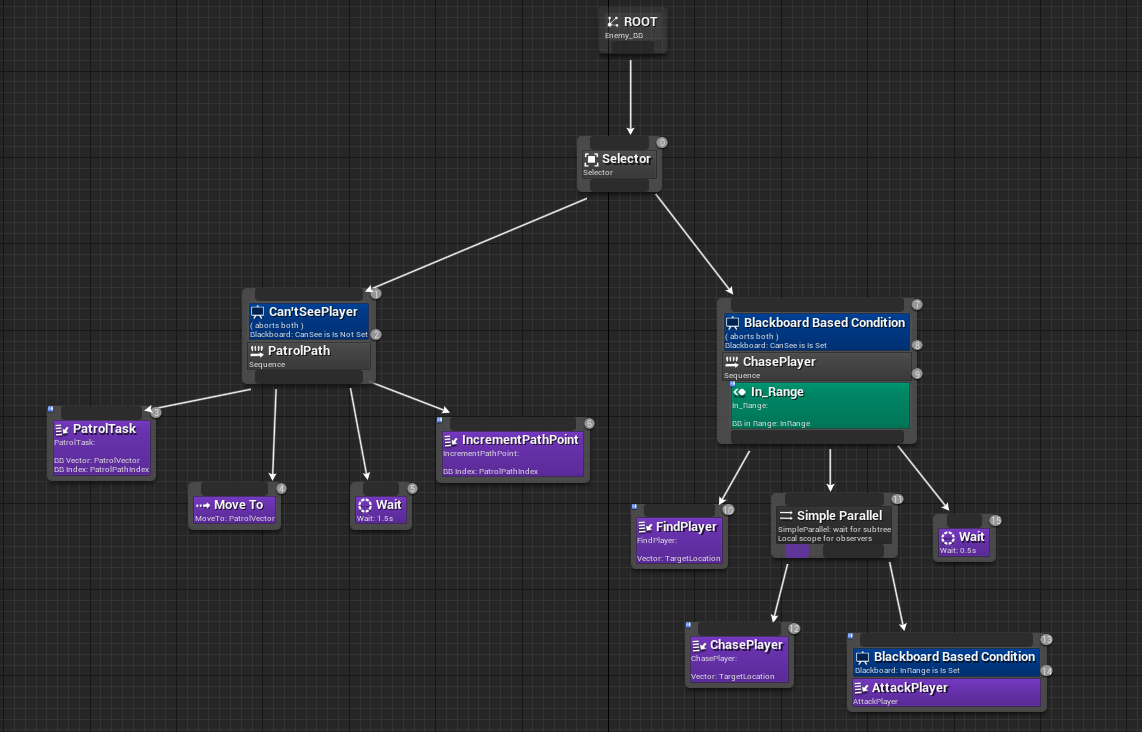 ROOT
Enemy_BB
0
Selector
Selector
1
Can'tSeePlayer
( aborts both )
Blackboard: CanSee is Is Not Set
2
PatrolPath
Sequence
7
Blackboard Based Condition
( aborts both )
Blackboard: CanSee is Is Set
8
ChasePlayer
Sequence
9
In_Range
In_Range:
BB in Range: InRange
3
PatrolTask
PatrolTask:
BB Vector: PatrolVector
BB Index: PatrolPathIndex
4
Move To
MoveTo: PatrolVector
5
Wait
Wait: 1.5s
6
IncrementPathPoint
IncrementPathPoint:
BB Index: PatrolPathIndex
10
FindPlayer
FindPlayer:
Vector: TargetLocation
11
Simple Parallel
SimpleParallel: wait for subtree
Local scope for observers
15
Wait
Wait: 0.5s
12
ChasePlayer
ChasePlayer:
Vector: TargetLocation
13
Blackboard Based Condition
Blackboard: InRange is Is Set
14
AttackPlayer
AttackPlayer